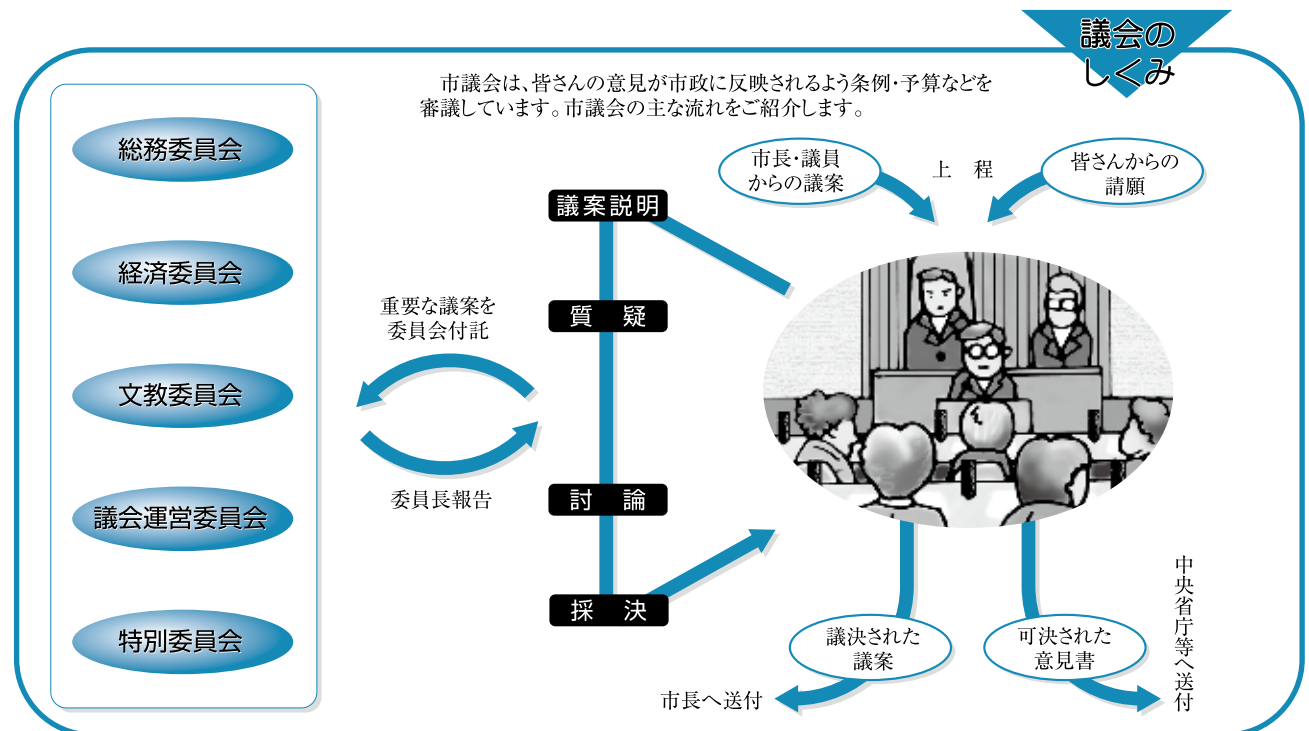 議会の
しくみ
市議会は、皆さんの意見が市政に反映されるよう条例・予算などを
審議しています。市議会の主な流れをご紹介します。
市長・議員
からの議案
上　程
皆さんからの
請願
議案説明
質　疑
討　論
採　決
重要な議案を
委員会付託
委員長報告
総務委員会
経済委員会
文教委員会
議会運営委員会
特別委員会
議決された
議案
市長へ送付
可決された
意見書
中央省庁等へ送付